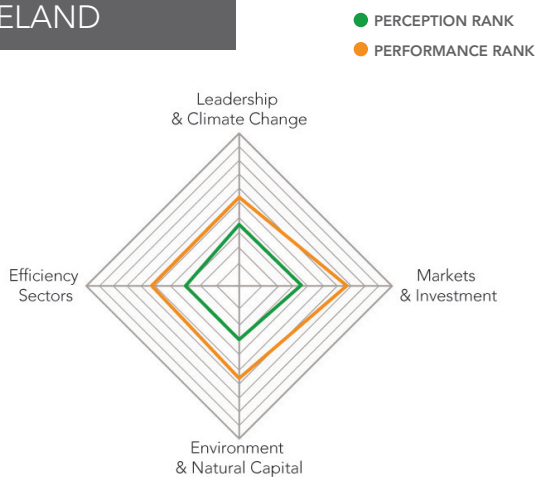 ELAND
PERCEPTION RANK
PERFORMANCE RANK
Leadership
& Climate Change
Efficiency
Sectors
Markets
& Investment
Environment
& Natural Capital